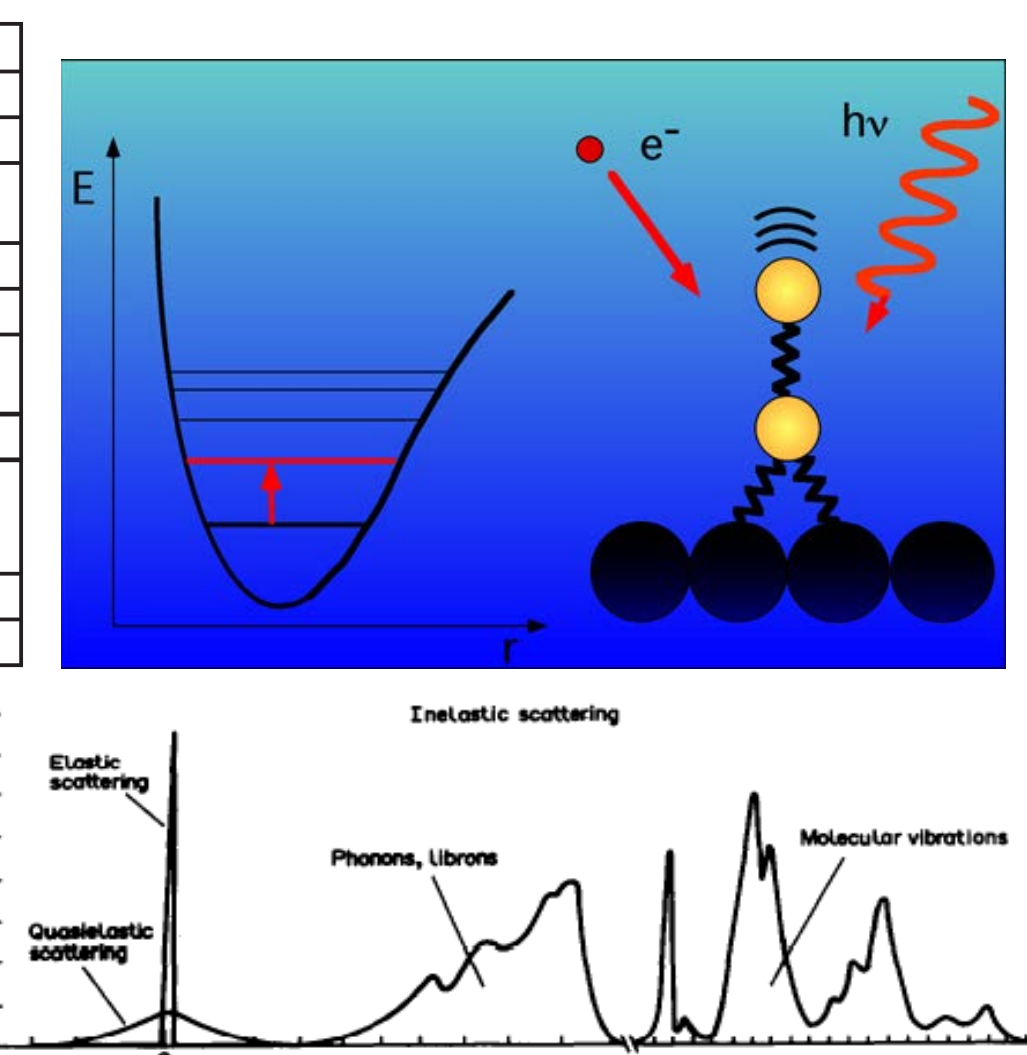 E
e⁻
hν
r
Inelastic scattering
Elastic
scattering
Phonons, librons
Molecular vibrations
Quasielastic
scattering